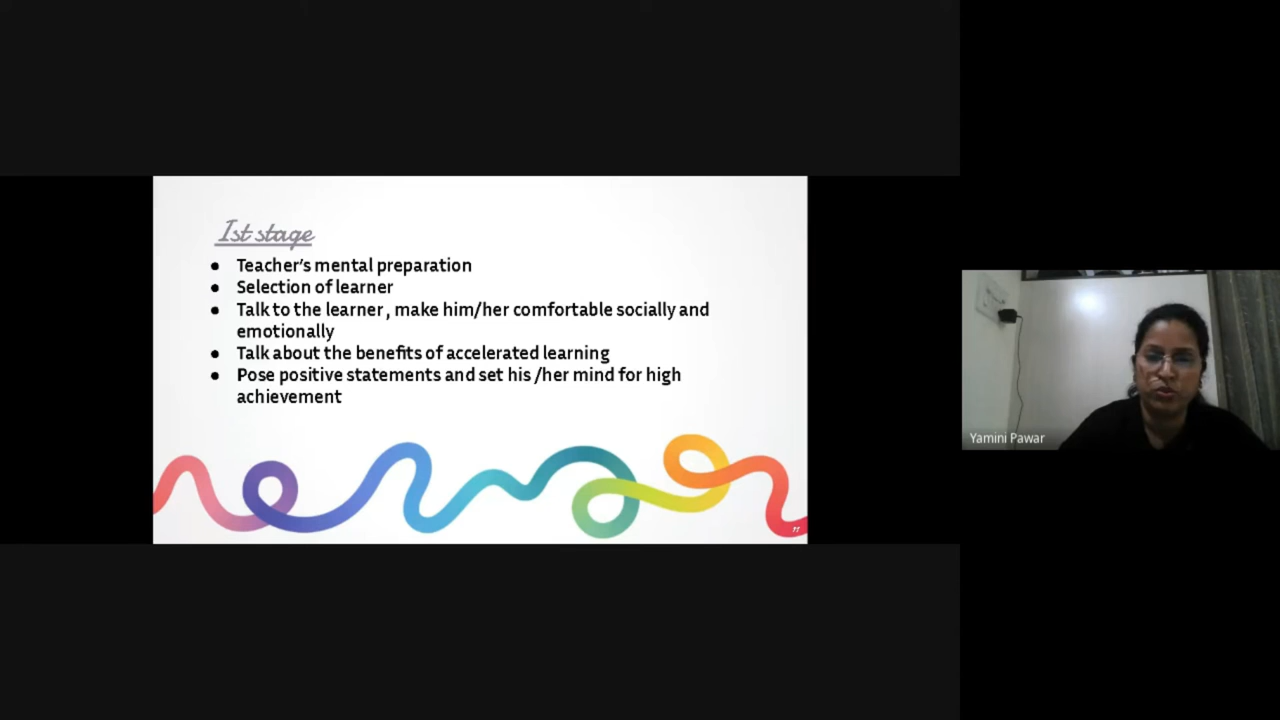 1st stage
● Teacher's mental preparation
● Selection of learner
● Talk to the learner , make him/her comfortable socially and
emotionally
● Talk about the benefits of accelerated learning
● Pose positive statements and set his /her mind for high
achievement
Yamini Pawar